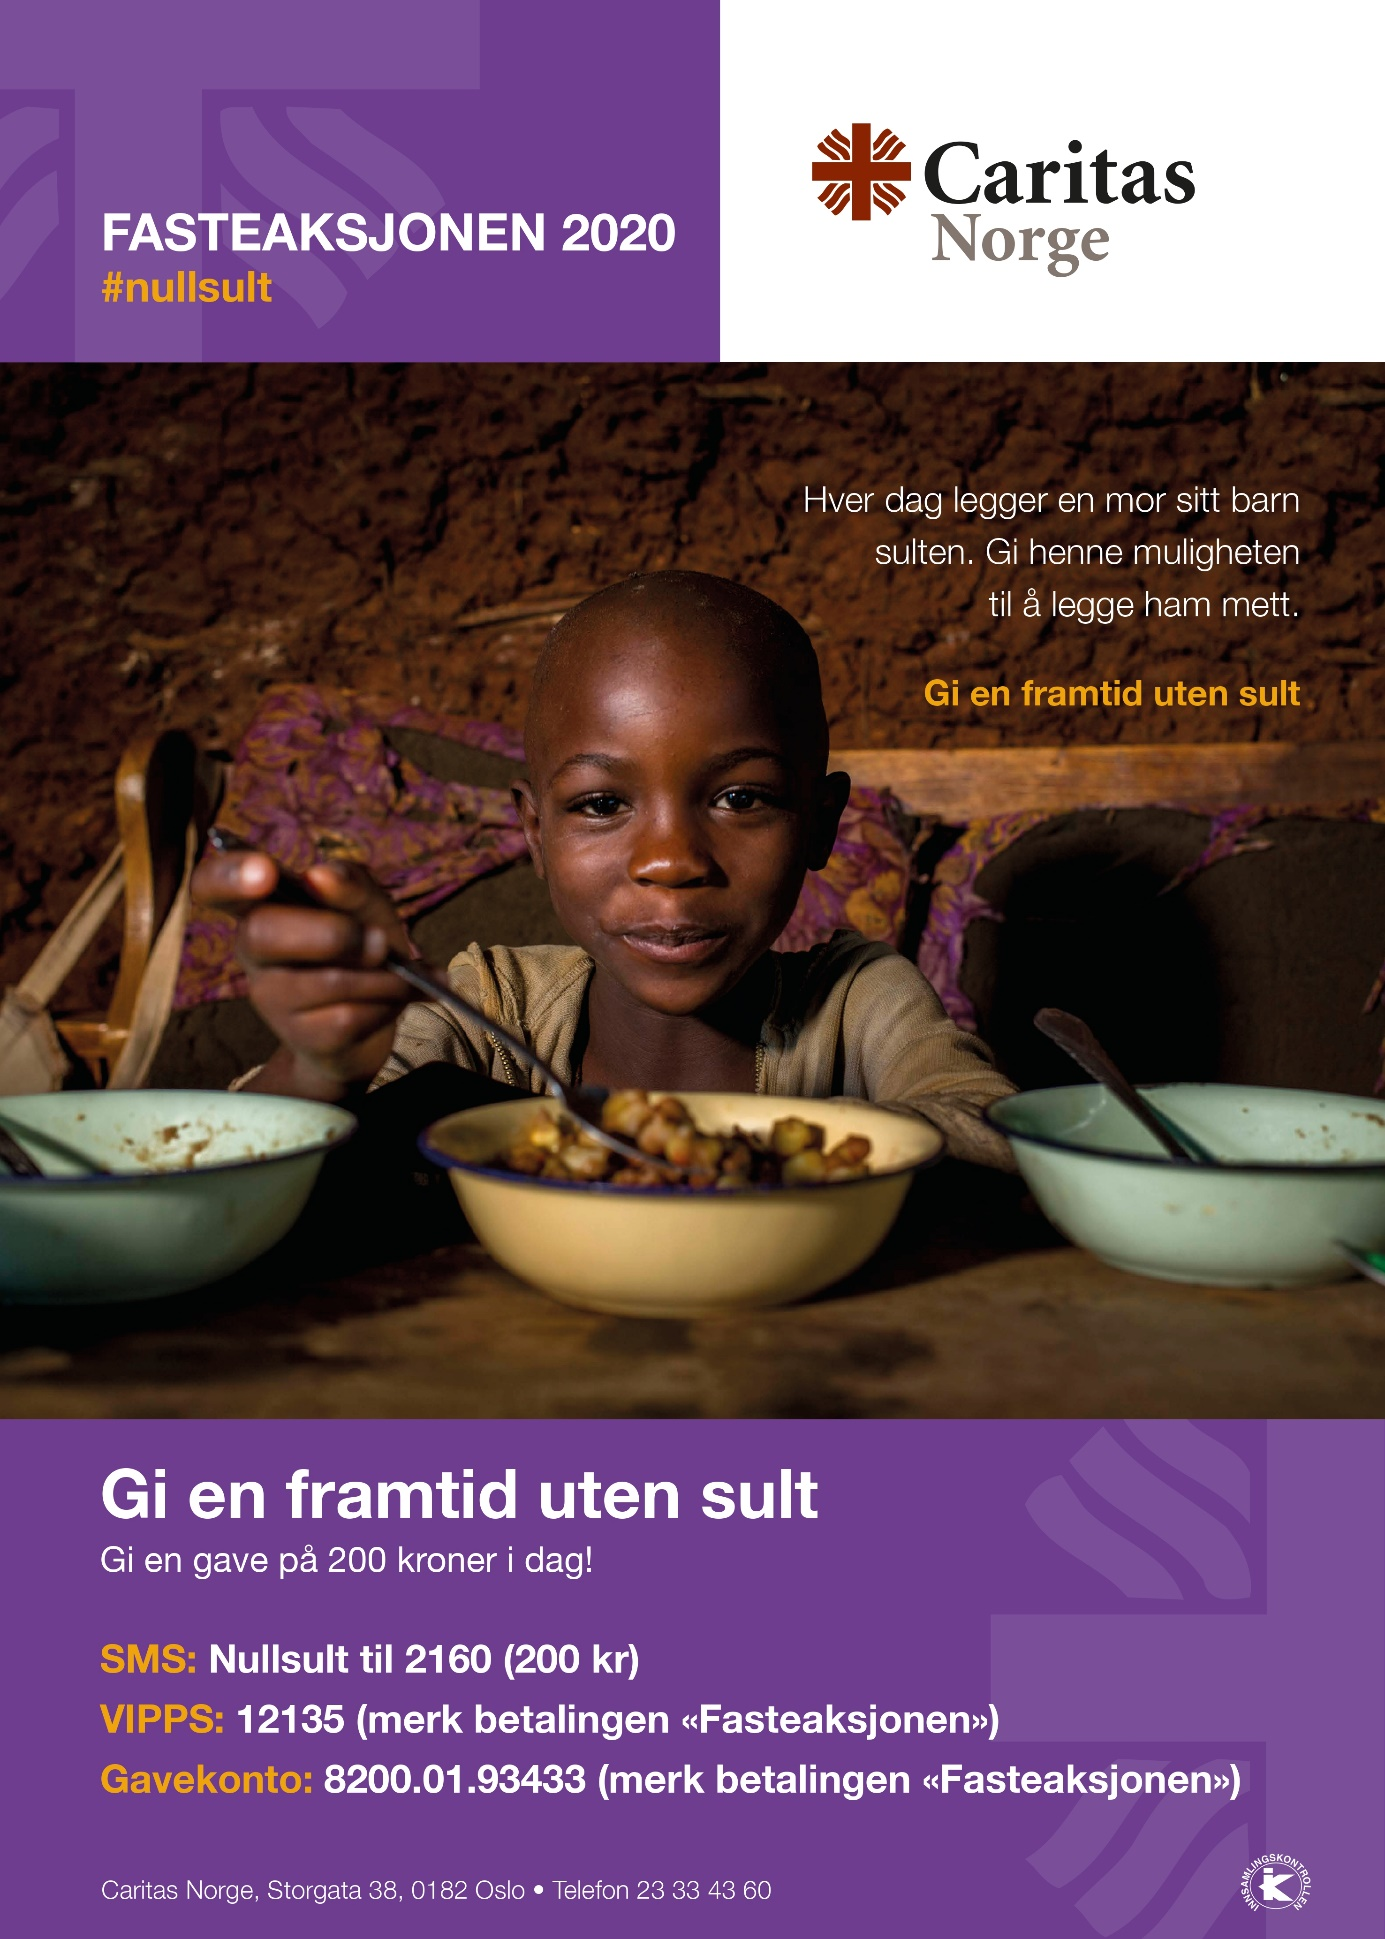 FASTEAKSJONEN 2020
#nullsult
Caritas
Norge
Hver dag legger en mor sitt barn
sulten. Gi henne muligheten
til å legge ham mett.
Gi en framtid uten sult
Gi en framtid uten sult
Gi en gave på 200 kroner i dag!
SMS: Nullsult til 2160 (200 kr)
VIPPS: 12135 (merk betalingen «Fasteaksjonen»)
Gavekonto: 8200.01.93433 (merk betalingen «Fasteaksjonen»)
Caritas Norge, Storgata 38, 0182 Oslo • Telefon 23 33 43 60
INNSAMLINGSKONTROLLEN
iK